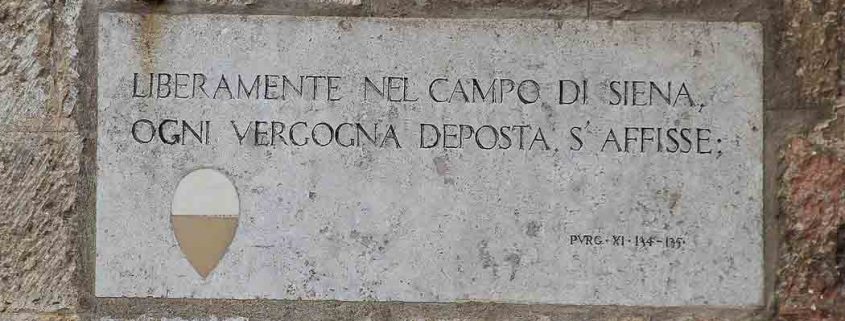 LIBERAMENTE NEL CAMPO DI SIENA,
OGNI VERGOGNA DEPOSTA, S'AFFISSE;
PVRG · XI · 134-135·